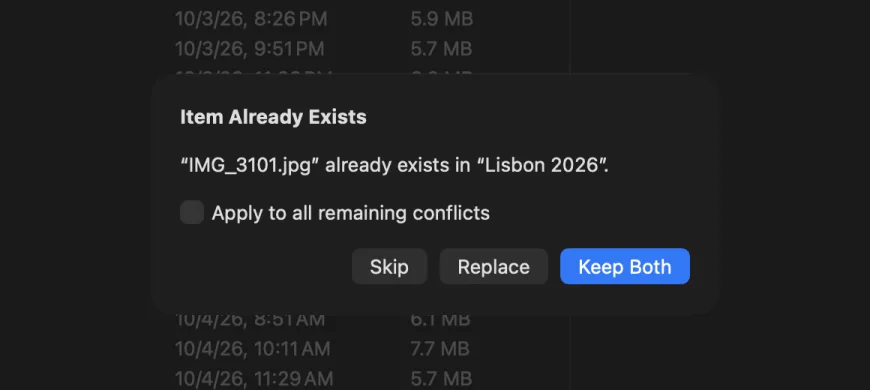 10/3/26, 8:26 PM 5.9 MB
10/3/26, 9:51 PM 5.7 MB
Item Already Exists
“IMG_3101.jpg” already exists in “Lisbon 2026”.
Apply to all remaining conflicts
Skip Replace Keep Both
10/4/26, 8:51 AM 6.1 MB
10/4/26, 10:11 AM 7.7 MB
10/4/26, 11:29 AM 5.7 MB